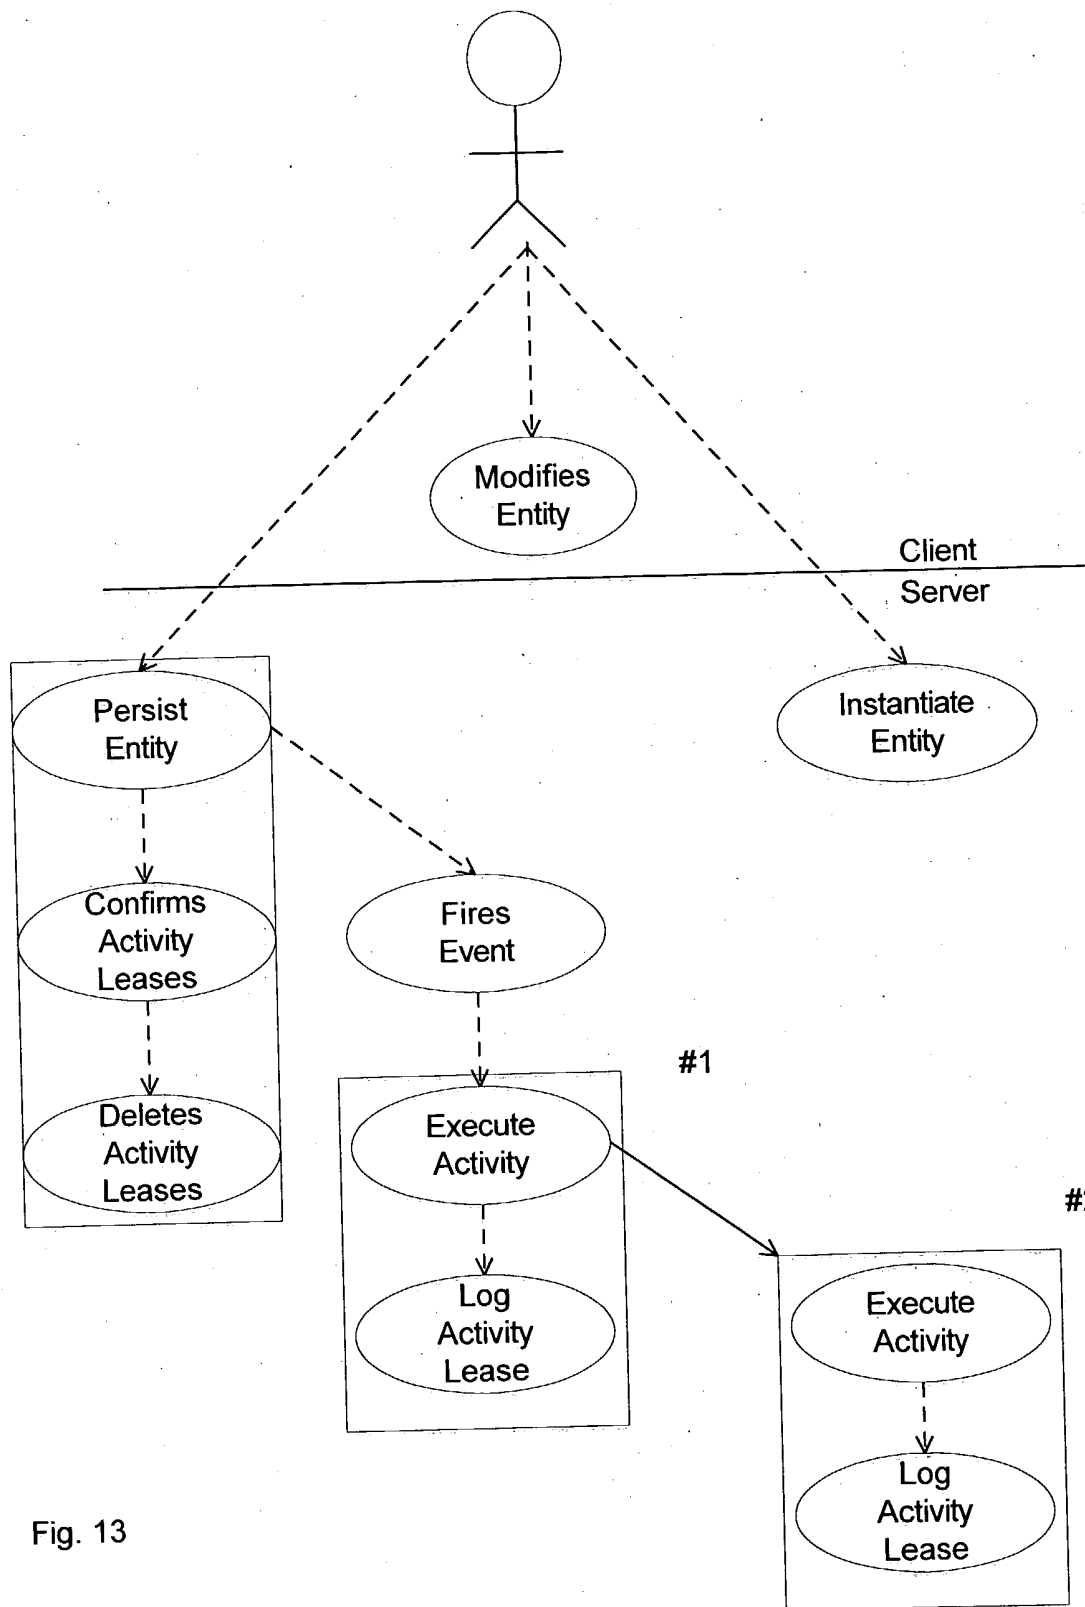 Modifies
Entity
Client
Server
Persist
Entity
Instantiate
Entity
Confirms
Activity
Leases
Fires
Event
#1
Deletes
Activity
Leases
Execute
Activity
Log
Activity
Lease
#
Execute
Activity
Log
Activity
Lease
Fig. 13